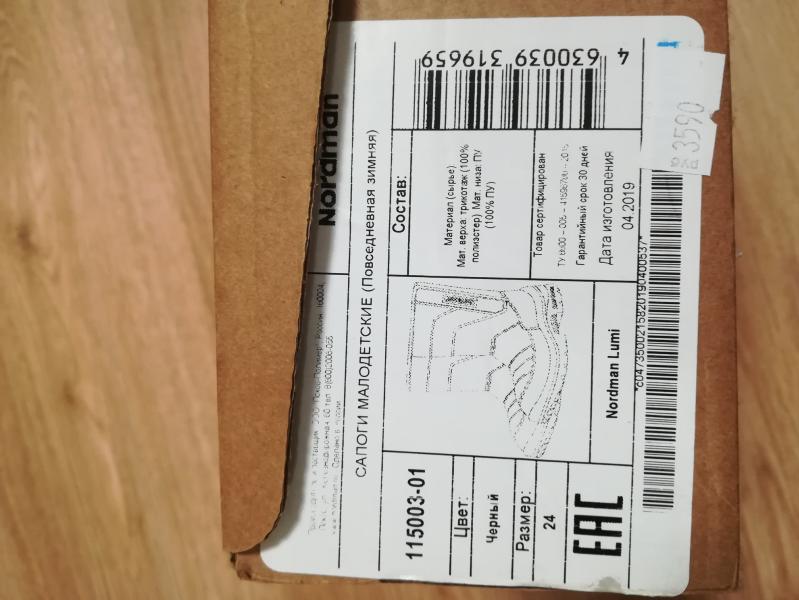 Nordman
САПОГИ МАЛОДЕТСКИЕ (Повседневная зимняя)
115003-01
Цвет:
Черный
Размер:
24
EAC
Nordman Lumi
Состав:
Материал (сырье)
Мат. верха: трикотаж (100%
полиэстер) Мат. низа: ПУ
(100% ПУ)
Товар сертифицирован
Гарантийный срок 30 дней
Дата изготовления
04.2019
4 630039 319659
*c0473500215820190400537*
3590